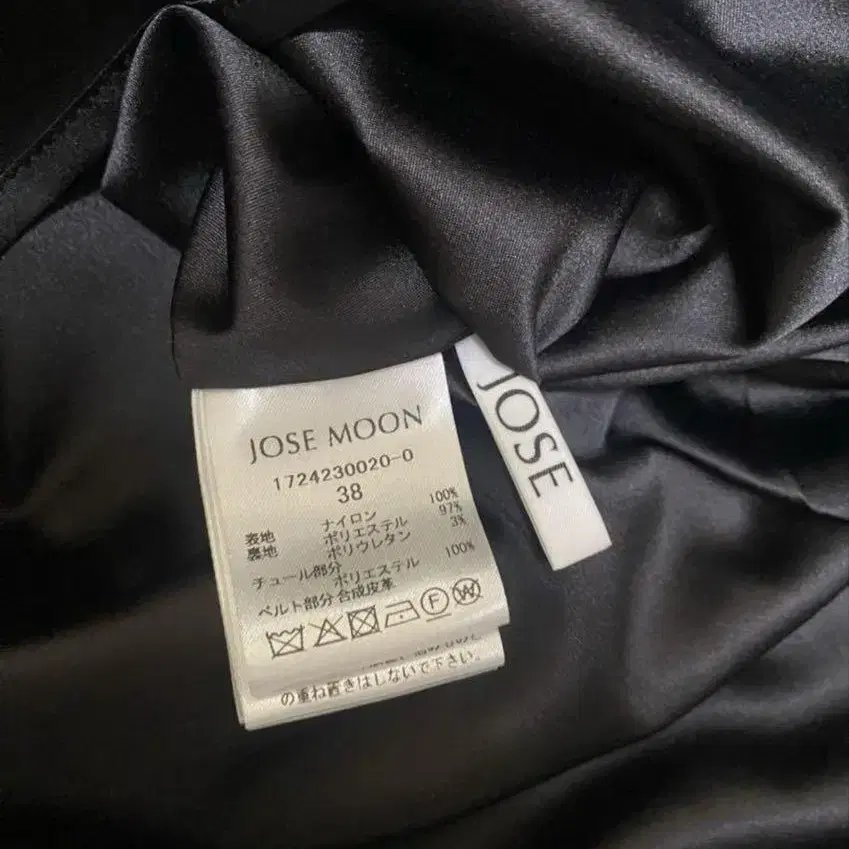 JOSE MOON
1724230020-0
38
表地 ナイロン 100%
裏地 ポリエステル 97%
ポリウレタン 3%
チュール部分
ポリエステル 100%
ベルト部分 合成皮革
F W
の重ね置きはしないで下さい。
JOSE